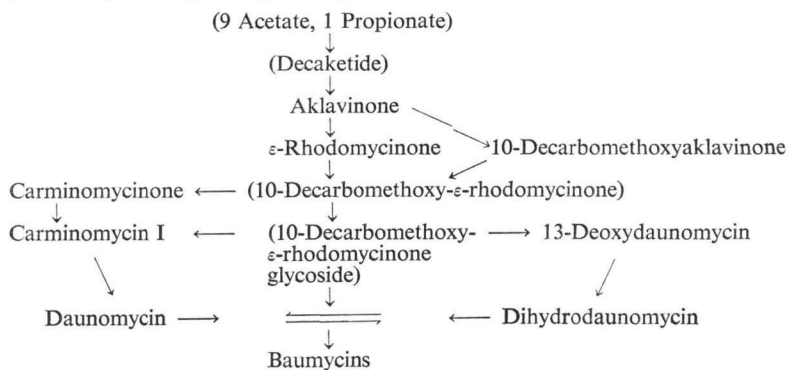 (9 Acetate, 1 Propionate)
(Decaketide)
Aklavinone
ε-Rhodomycinone 10-Decarbomethoxyaklavinone
Carminomycinone (10-Decarbomethoxy-ε-rhodomycinone)
Carminomycin I (10-Decarbomethoxy- 13-Deoxydaunomycin
ε-rhodomycinone
glycoside)
Daunomycin Dihydrodaunomycin
Baumycins